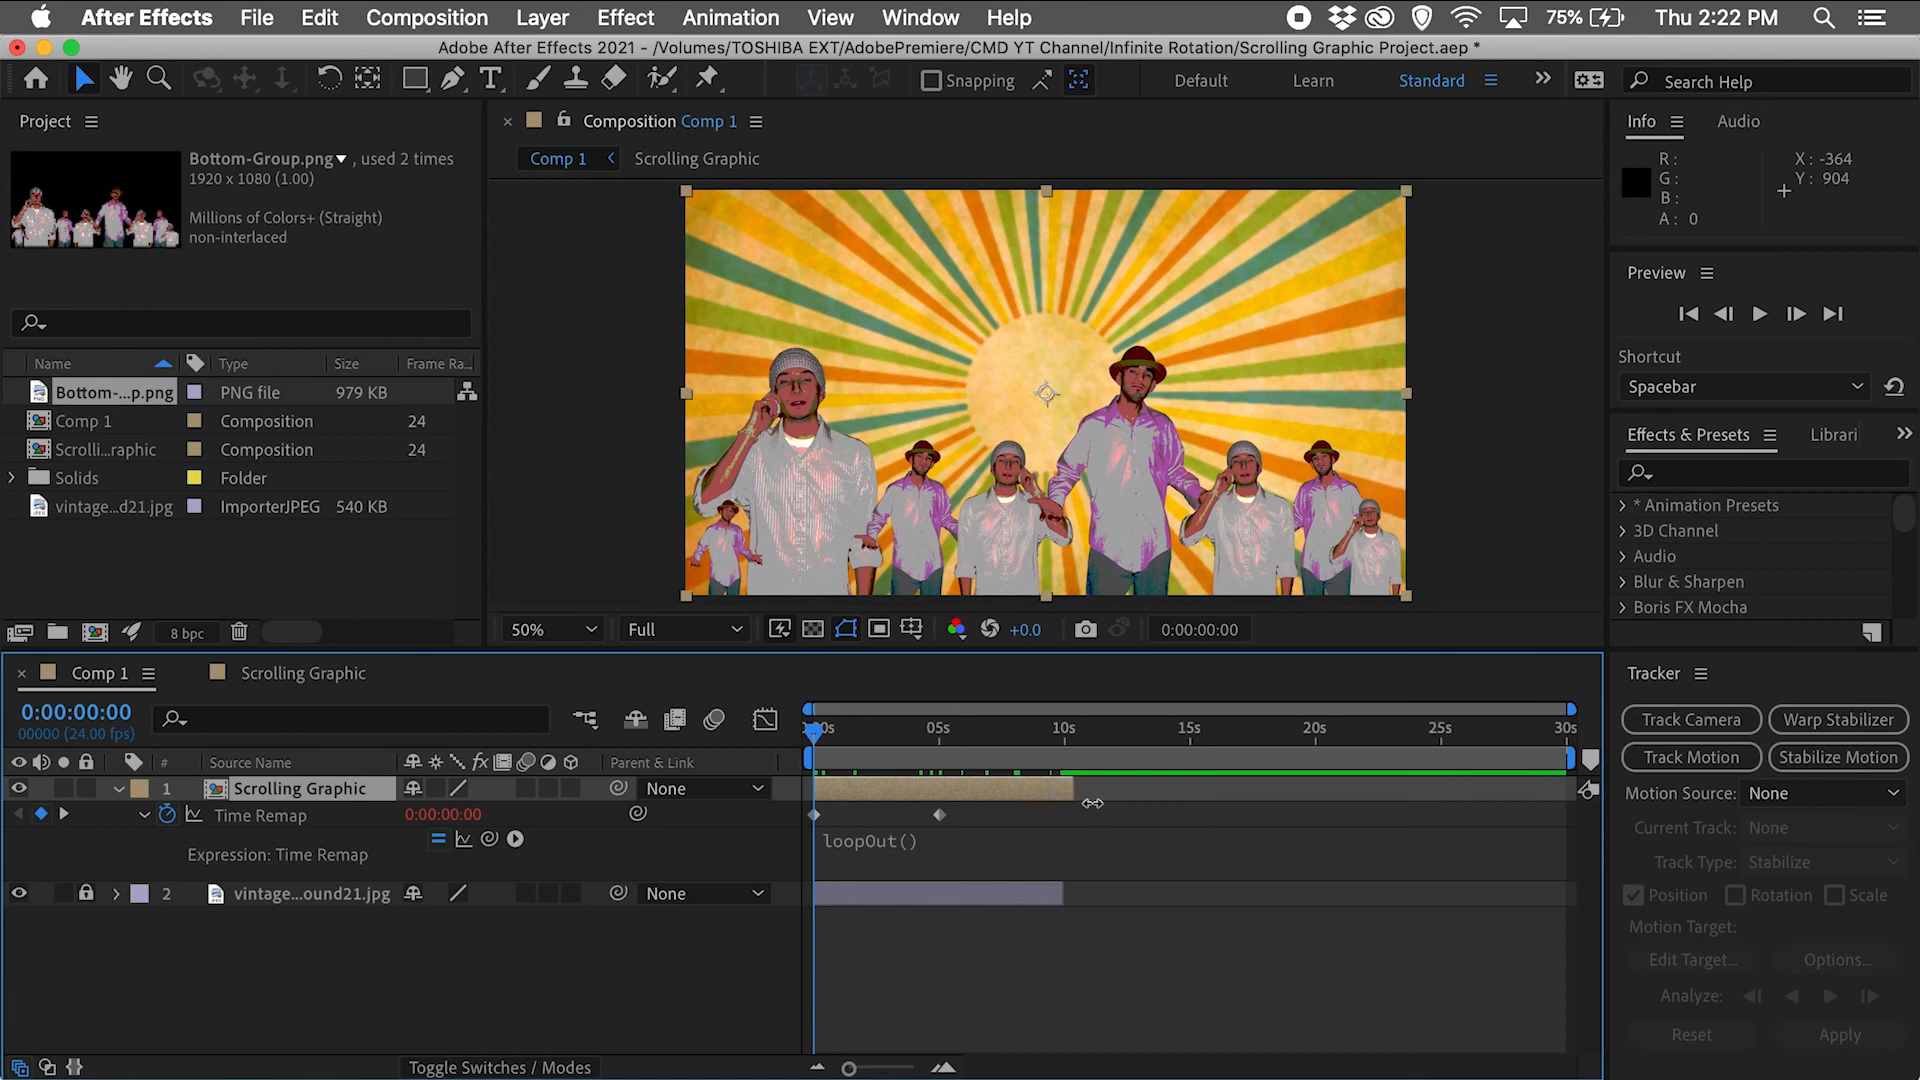 After Effects File Edit Composition Layer Effect Animation View Window Help 75% Thu 2:22 PM
Adobe After Effects 2021 - /Volumes/TOSHIBA EXT/AdobePremiere/CMD YT Channel/Infinite Rotation/Scrolling Graphic Project.aep *
Snapping Default Learn Standard Search Help
Project
Bottom-Group.png , used 2 times
1920 x 1080 (1.00)
Millions of Colors+ (Straight)
non-interlaced
Name Type Size Frame Ra...
Bottom-...p.png PNG file 979 KB
Comp 1 Composition 24
Scrolli...raphic Composition 24
Solids Folder
vintage...d21.jpg ImporterJPEG 540 KB
8 bpc
Composition Comp 1
Comp 1 Scrolling Graphic
50% Full +0.0 0:00:00:00
Info Audio
R: X: -364
G: Y: 904
B:
A: 0
Preview
Shortcut
Spacebar
Effects & Presets Librari
* Animation Presets
3D Channel
Audio
Blur & Sharpen
Boris FX Mocha
Comp 1 Scrolling Graphic
0:00:00:00
00000 (24.00 fps)
05s 10s 15s 20s 25s 30s
# Source Name fx Parent & Link
1 Scrolling Graphic None
Time Remap 0:00:00:00
Expression: Time Remap loopOut()
2 vintage...ound21.jpg None
Toggle Switches / Modes
Tracker
Track Camera Warp Stabilizer
Track Motion Stabilize Motion
Motion Source: None
Current Track: None
Track Type: Stabilize
Position Rotation Scale
Motion Target:
Edit Target... Options...
Analyze:
Reset Apply